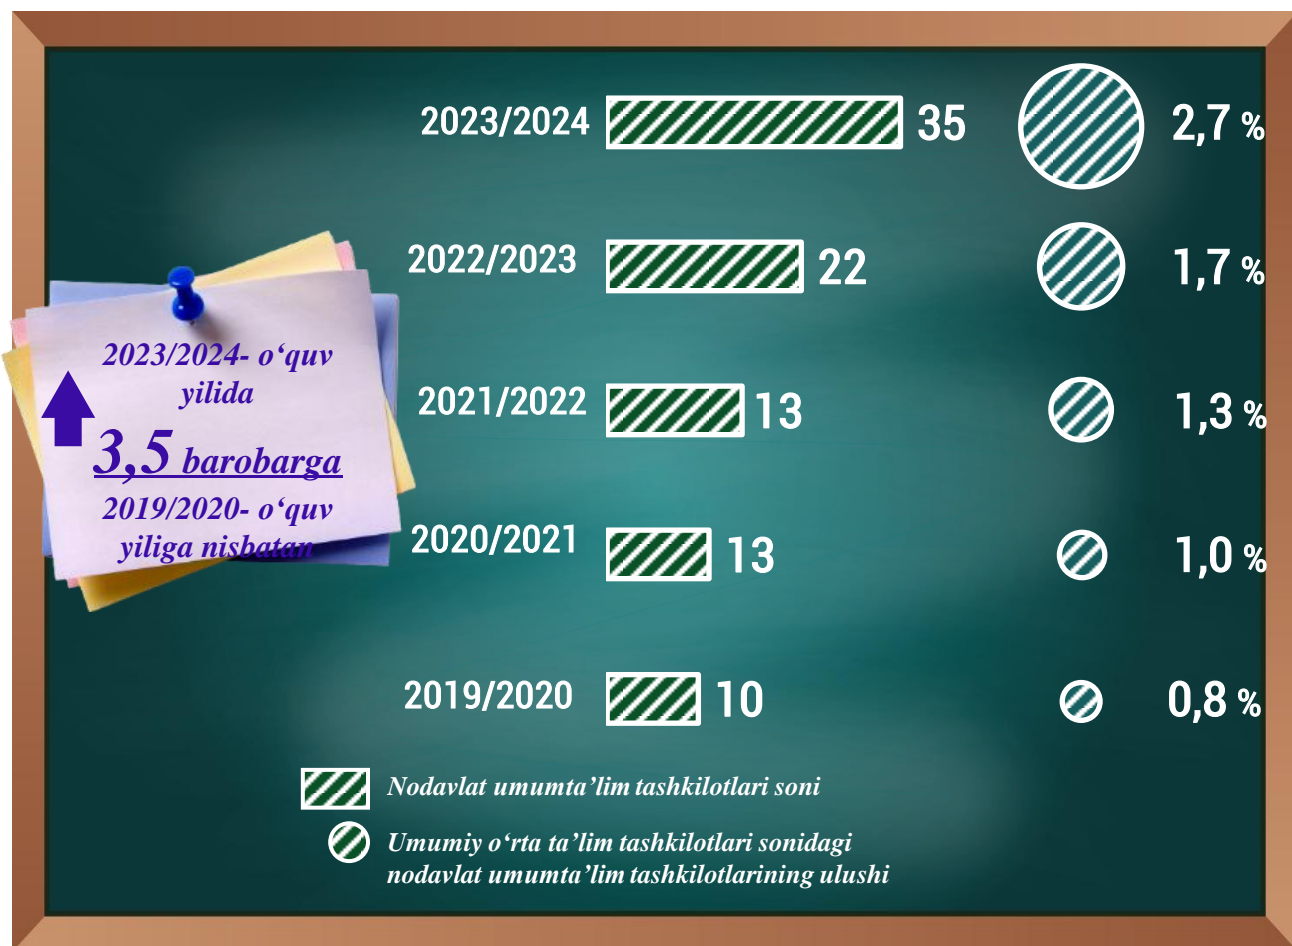 2023/2024 35 2,7 %
2022/2023 22 1,7 %
2021/2022 13 1,3 %
2020/2021 13 1,0 %
2019/2020 10 0,8 %
2023/2024- o‘quv
yilida
3,5 barobarga
2019/2020- o‘quv
yiliga nisbatan
Nodavlat umumta’lim tashkilotlari soni
Umumiy o‘rta ta’lim tashkilotlari sonidagi
nodavlat umumta’lim tashkilotlarining ulushi